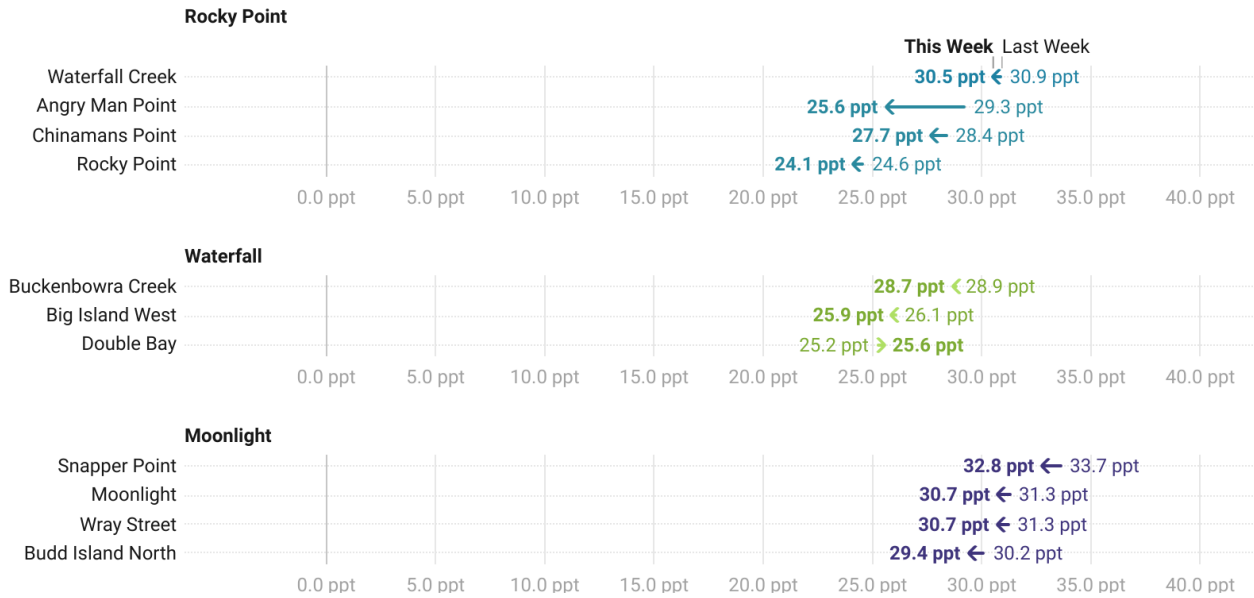 Rocky Point
This Week Last Week
Waterfall Creek 30.5 ppt 30.9 ppt
Angry Man Point 25.6 ppt 29.3 ppt
Chinamans Point 27.7 ppt 28.4 ppt
Rocky Point 24.1 ppt 24.6 ppt
0.0 ppt 5.0 ppt 10.0 ppt 15.0 ppt 20.0 ppt 25.0 ppt 30.0 ppt 35.0 ppt 40.0 ppt
Waterfall
Buckenbowra Creek 28.7 ppt 28.9 ppt
Big Island West 25.9 ppt 26.1 ppt
Double Bay 25.2 ppt 25.6 ppt
0.0 ppt 5.0 ppt 10.0 ppt 15.0 ppt 20.0 ppt 25.0 ppt 30.0 ppt 35.0 ppt 40.0 ppt
Moonlight
Snapper Point 32.8 ppt 33.7 ppt
Moonlight 30.7 ppt 31.3 ppt
Wray Street 30.7 ppt 31.3 ppt
Budd Island North 29.4 ppt 30.2 ppt
0.0 ppt 5.0 ppt 10.0 ppt 15.0 ppt 20.0 ppt 25.0 ppt 30.0 ppt 35.0 ppt 40.0 ppt